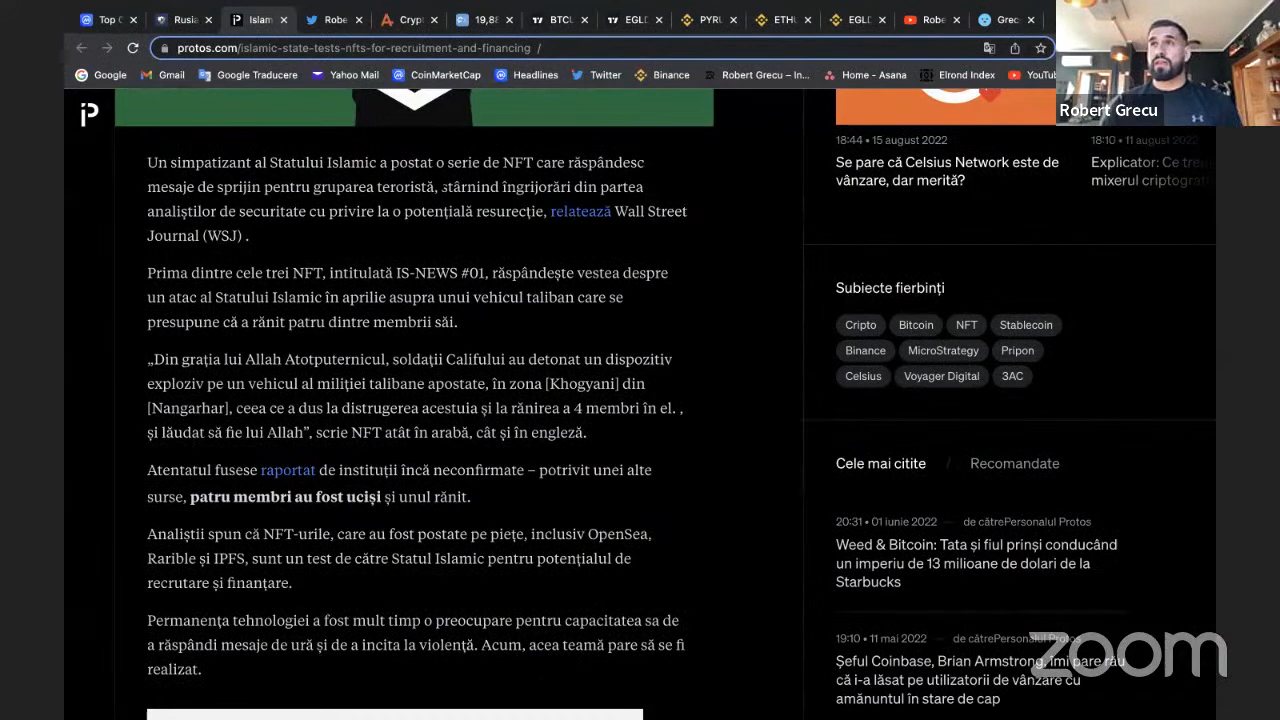 Top C
Rusia
Islam
Robe
Crypt
19,88
BTCU
EGLD
PYRU
ETHU
EGLD
Robe
Grec
protos.com/islamic-state-tests-nfts-for-recruitment-and-financing /
Google
Gmail
Google Traducere
Yahoo Mail
CoinMarketCap
Headlines
Twitter
Binance
Robert Grecu – In...
Home - Asana
Elrond Index
YouTu
Robert Grecu
Un simpatizant al Statului Islamic a postat o serie de NFT care răspândesc
mesaje de sprijin pentru gruparea teroristă, stârnind îngrijorări din partea
analiștilor de securitate cu privire la o potențială resurecție, relatează Wall Street
Journal (WSJ) .
Prima dintre cele trei NFT, intitulată IS-NEWS #01, răspândește vestea despre
un atac al Statului Islamic în aprilie asupra unui vehicul taliban care se
presupune că a rănit patru dintre membrii săi.
„Din grația lui Allah Atotputernicul, soldații Califului au detonat un dispozitiv
exploziv pe un vehicul al miliției talibane apostate, în zona [Khogyani] din
[Nangarhar], ceea ce a dus la distrugerea acestuia și la rănirea a 4 membri în el. ,
și lăudat să fie lui Allah”, scrie NFT atât în arabă, cât și în engleză.
Atentatul fusese raportat de instituții încă neconfirmate – potrivit unei alte
surse, patru membri au fost uciși și unul rănit.
Analiștii spun că NFT-urile, care au fost postate pe piețe, inclusiv OpenSea,
Rarible și IPFS, sunt un test de către Statul Islamic pentru potențialul de
recrutare și finanțare.
Permanența tehnologiei a fost mult timp o preocupare pentru capacitatea sa de
a răspândi mesaje de ură și de a incita la violență. Acum, acea teamă pare să se fi
realizat.
18:44 • 15 august 2022
Se pare că Celsius Network este de
vânzare, dar merită?
18:10 • 11 august 2022
Explicator: Ce tre
mixerul criptograf
Subiecte fierbinți
Cripto
Bitcoin
NFT
Stablecoin
Binance
MicroStrategy
Pripon
Celsius
Voyager Digital
3AC
Cele mai citite / Recomandate
20:31 • 01 iunie 2022 — de cătrePersonalul Protos
Weed & Bitcoin: Tata și fiul prinși conducând
un imperiu de 13 milioane de dolari de la
Starbucks
19:10 • 11 mai 2022 — de cătrePersonalul Protos
Șeful Coinbase, Brian Armstrong, îmi pare rău
că i-a lăsat pe utilizatorii de vânzare cu
amănuntul în stare de cap
zoom